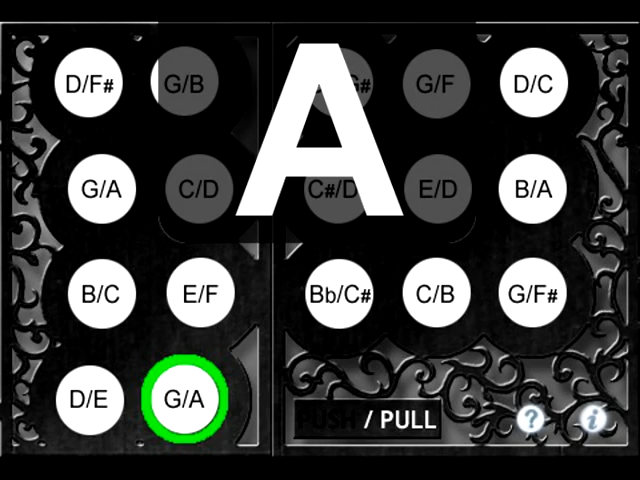 A
D/F# G/B G# G/F D/C
G/A C/D C#/D E/D B/A
B/C E/F Bb/C# C/B G/F#
D/E G/A
PUSH / PULL
? i